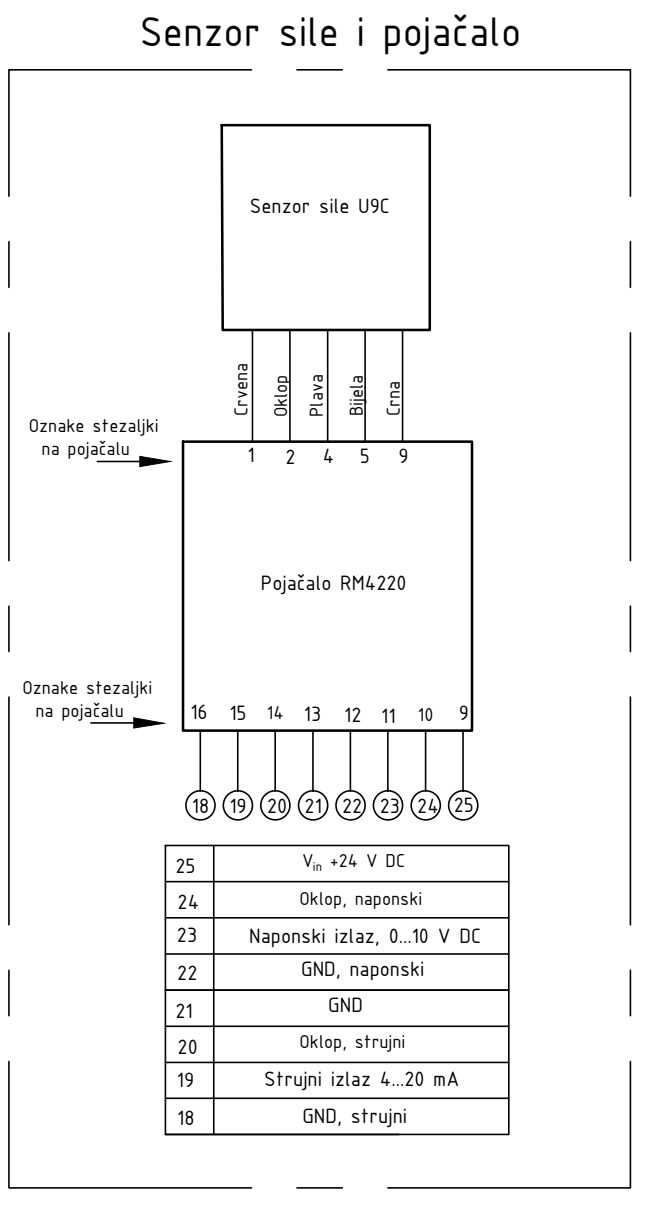 Senzor sile i pojačalo
Senzor sile U9C
Crvena
Oklop
Plava
Bijela
Crna
Oznake stezaljki
na pojačalu
1 2 4 5 9
Pojačalo RM4220
Oznake stezaljki
na pojačalu
16 15 14 13 12 11 10 9
18 19 20 21 22 23 24 25
25 Vin +24 V DC
24 Oklop, naponski
23 Naponski izlaz, 0...10 V DC
22 GND, naponski
21 GND
20 Oklop, strujni
19 Strujni izlaz 4...20 mA
18 GND, strujni